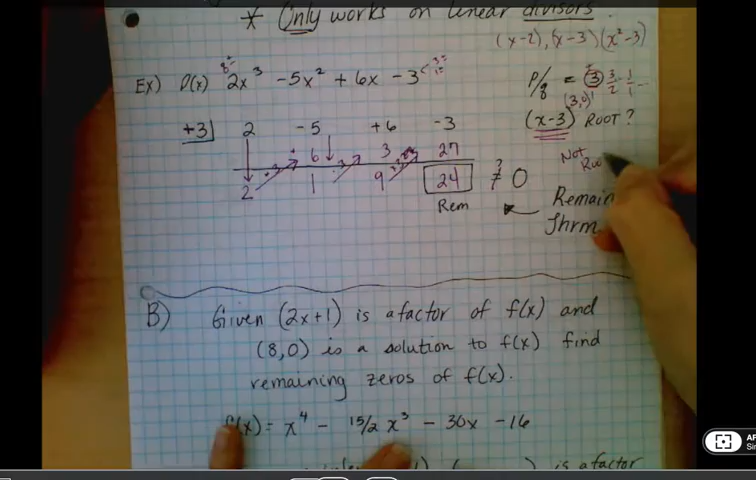 * Only works on linear divisors.
(x-2), (x-3) (x²-3)
Ex) P(x) 2x³ -5x² +6x -3
P/q = 3 3/2 1/1 ...
(3,0)
(x-3) ROOT?
+3 2 -5 +6 -3
6 3 27
2 1 9 24 ≠ 0
?
Rem
Not
Remain
Thrm
B) Given (2x+1) is a factor of f(x) and
(8,0) is a solution to f(x) find
remaining zeros of f(x).
f(x) = x⁴ - 15/2 x³ - 30x -16
is a factor